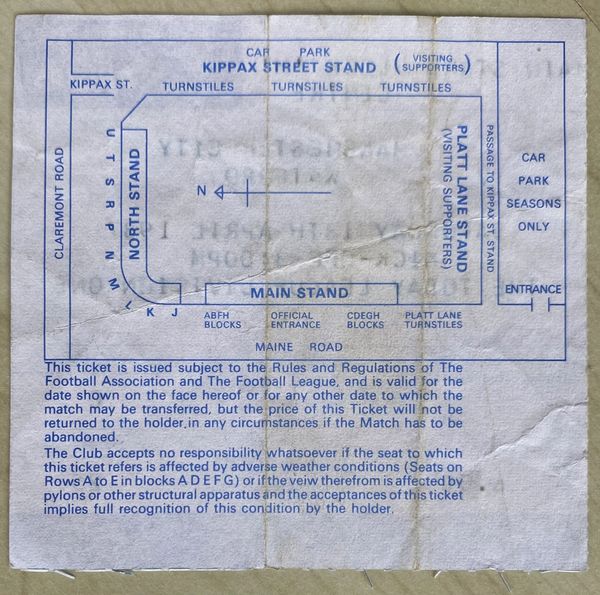 CAR PARK
KIPPAX STREET STAND (VISITING SUPPORTERS)
KIPPAX ST. TURNSTILES TURNSTILES TURNSTILES
CLAREMONT ROAD
U T S R P N M L K J
NORTH STAND
N
PLATT LANE STAND
(VISITING SUPPORTERS)
PASSAGE TO KIPPAX ST. STAND
CAR
PARK
SEASONS
ONLY
ENTRANCE
MAIN STAND
ABFH BLOCKS
OFFICIAL ENTRANCE
CDEGH BLOCKS
PLATT LANE TURNSTILES
MAINE ROAD
This ticket is issued subject to the Rules and Regulations of The
Football Association and The Football League, and is valid for the
date shown on the face hereof or for any other date to which the
match may be transferred, but the price of this Ticket will not be
returned to the holder, in any circumstances if the Match has to be
abandoned.
The Club accepts no responsibility whatsoever if the seat to which
this ticket refers is affected by adverse weather conditions (Seats on
Rows A to E in blocks A D E F G) or if the veiw therefrom is affected by
pylons or other structural apparatus and the acceptances of this ticket
implies full recognition of this condition by the holder.